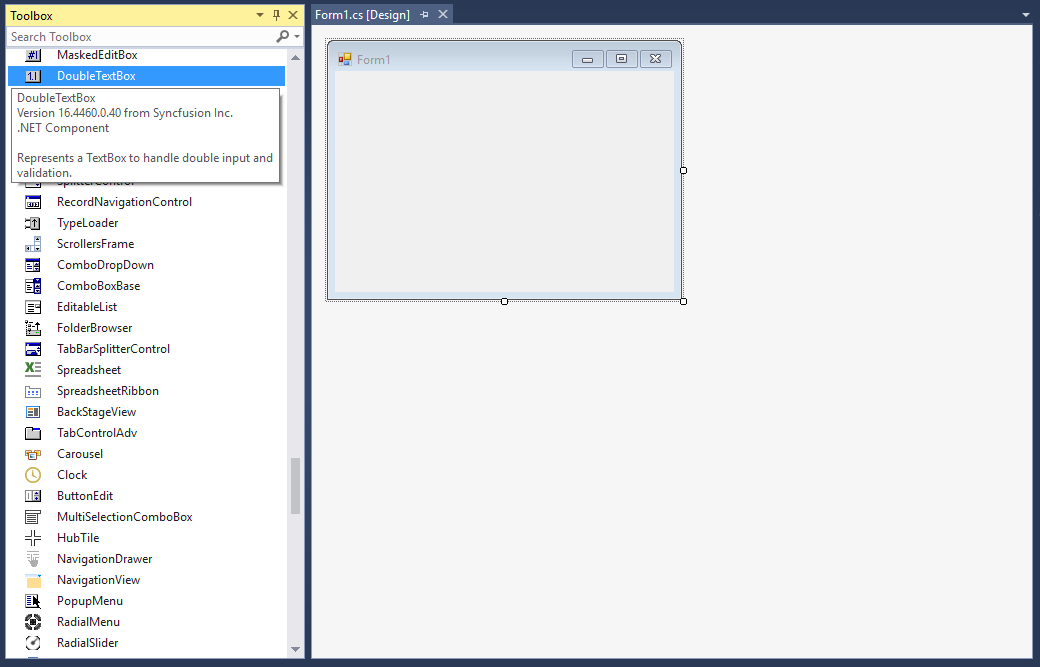 Toolbox
Search Toolbox
MaskedEditBox
DoubleTextBox
DoubleTextBox
Version 16.4460.0.40 from Syncfusion Inc.
.NET Component
Represents a TextBox to handle double input and
validation.
SplitterControl
RecordNavigationControl
TypeLoader
ScrollersFrame
ComboDropDown
ComboBoxBase
EditableList
FolderBrowser
TabBarSplitterControl
Spreadsheet
SpreadsheetRibbon
BackStageView
TabControlAdv
Carousel
Clock
ButtonEdit
MultiSelectionComboBox
HubTile
NavigationDrawer
NavigationView
PopupMenu
RadialMenu
RadialSlider
Form1.cs [Design]
Form1